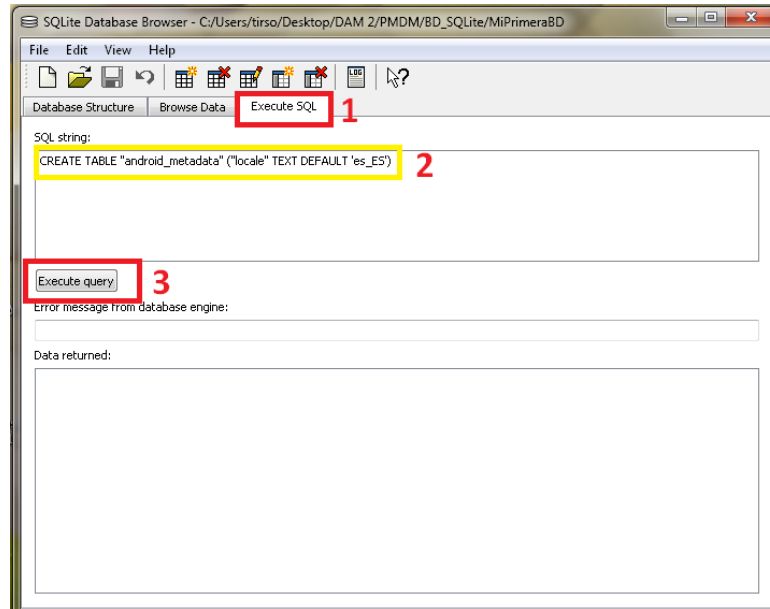 SQLite Database Browser - C:/Users/tirso/Desktop/DAM 2/PMDM/BD_SQLite/MiPrimeraBD
File Edit View Help
LOG
Database Structure Browse Data Execute SQL 1
SQL string:
CREATE TABLE "android_metadata" ("locale" TEXT DEFAULT 'es_ES') 2
Execute query 3
Error message from database engine:
Data returned: